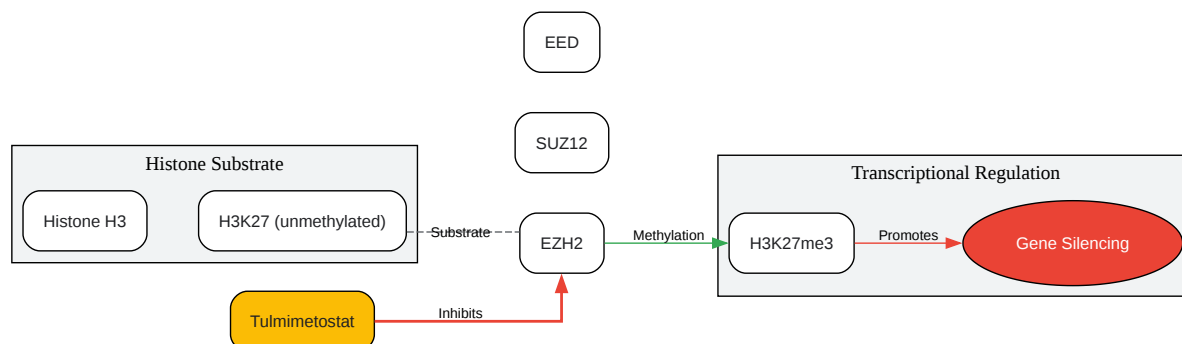 EED
SUZ12
Histone Substrate
Transcriptional Regulation
Histone H3
H3K27 (unmethylated)
Substrate
EZH2
Methylation
H3K27me3
Promotes
Gene Silencing
Tulmimetostat
Inhibits